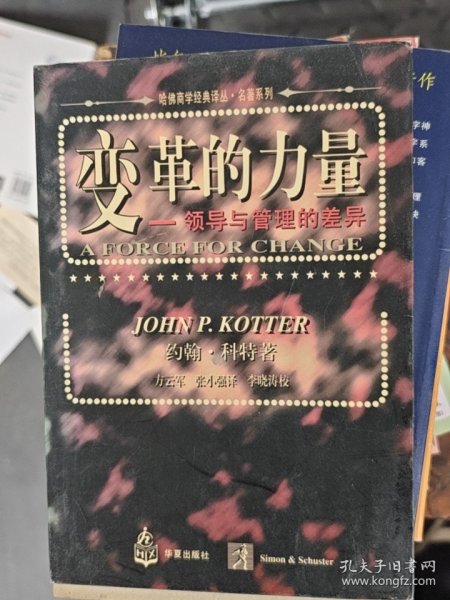 哈佛商学经典译丛·名著系列
变革的力量
—领导与管理的差异
A FORCE FOR CHANGE
JOHN P. KOTTER
约翰·科特著
方云军 张小强译 李晓涛校
HX
华夏出版社
Simon & Schuster
作
孔夫子旧书网
www.kongfz.com